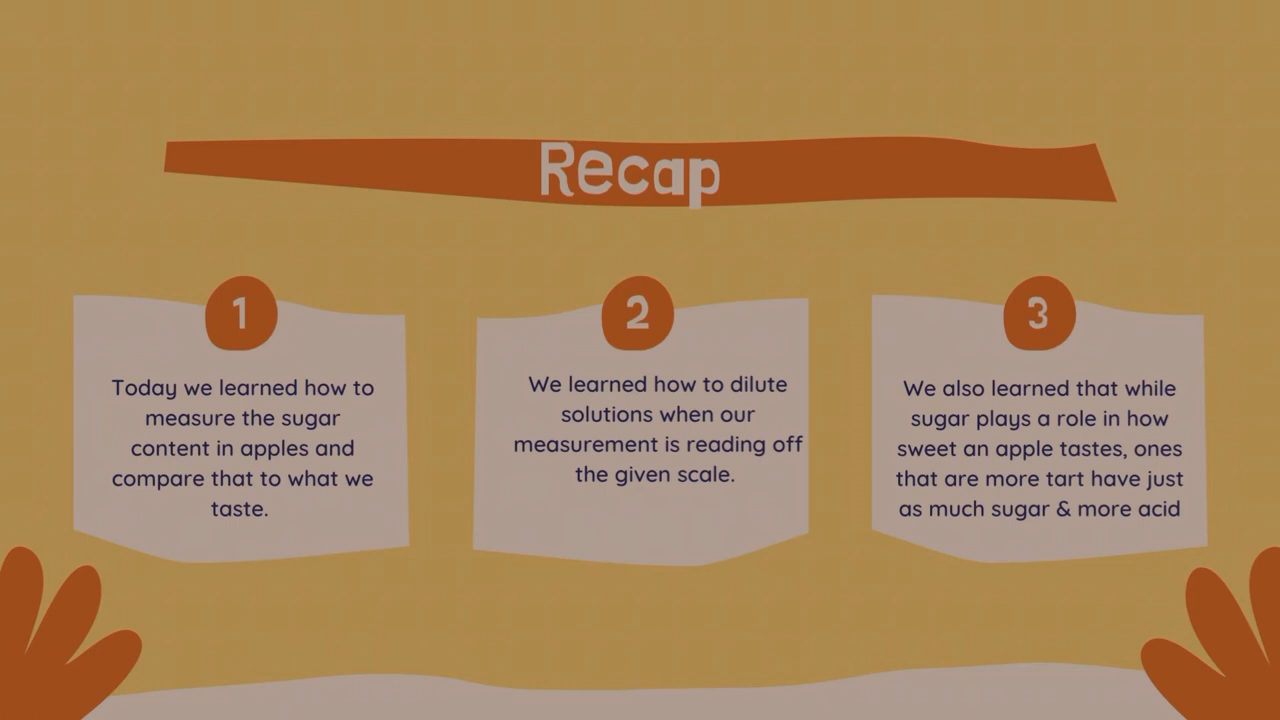 Recap
1
Today we learned how to
measure the sugar
content in apples and
compare that to what we
taste.
2
We learned how to dilute
solutions when our
measurement is reading off
the given scale.
3
We also learned that while
sugar plays a role in how
sweet an apple tastes, ones
that are more tart have just
as much sugar & more acid